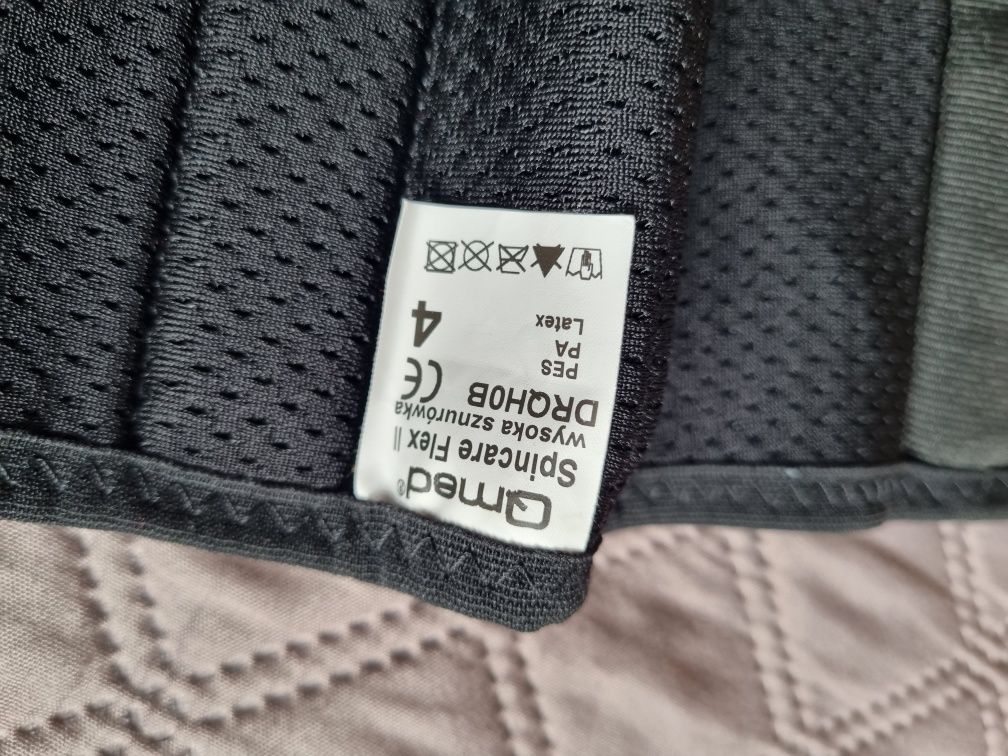 Qmed®
Spincare Flex II
wysoka sznurówka
DRQH0B CE
PES
PA
Latex
4